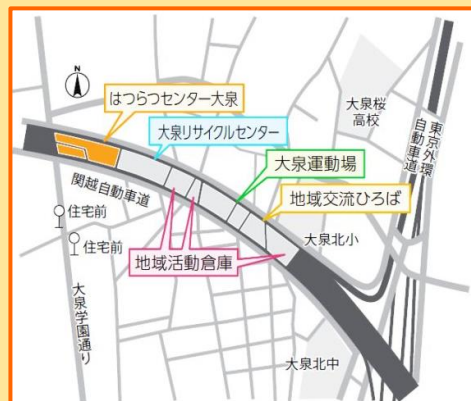 N
はつらつセンター大泉
大泉リサイクルセンター
大泉桜
高校
東京外環
自動車道
大泉運動場
関越自動車道
地域交流ひろば
住宅前
大泉北小
住宅前
地域活動倉庫
大泉学園通り
大泉北中